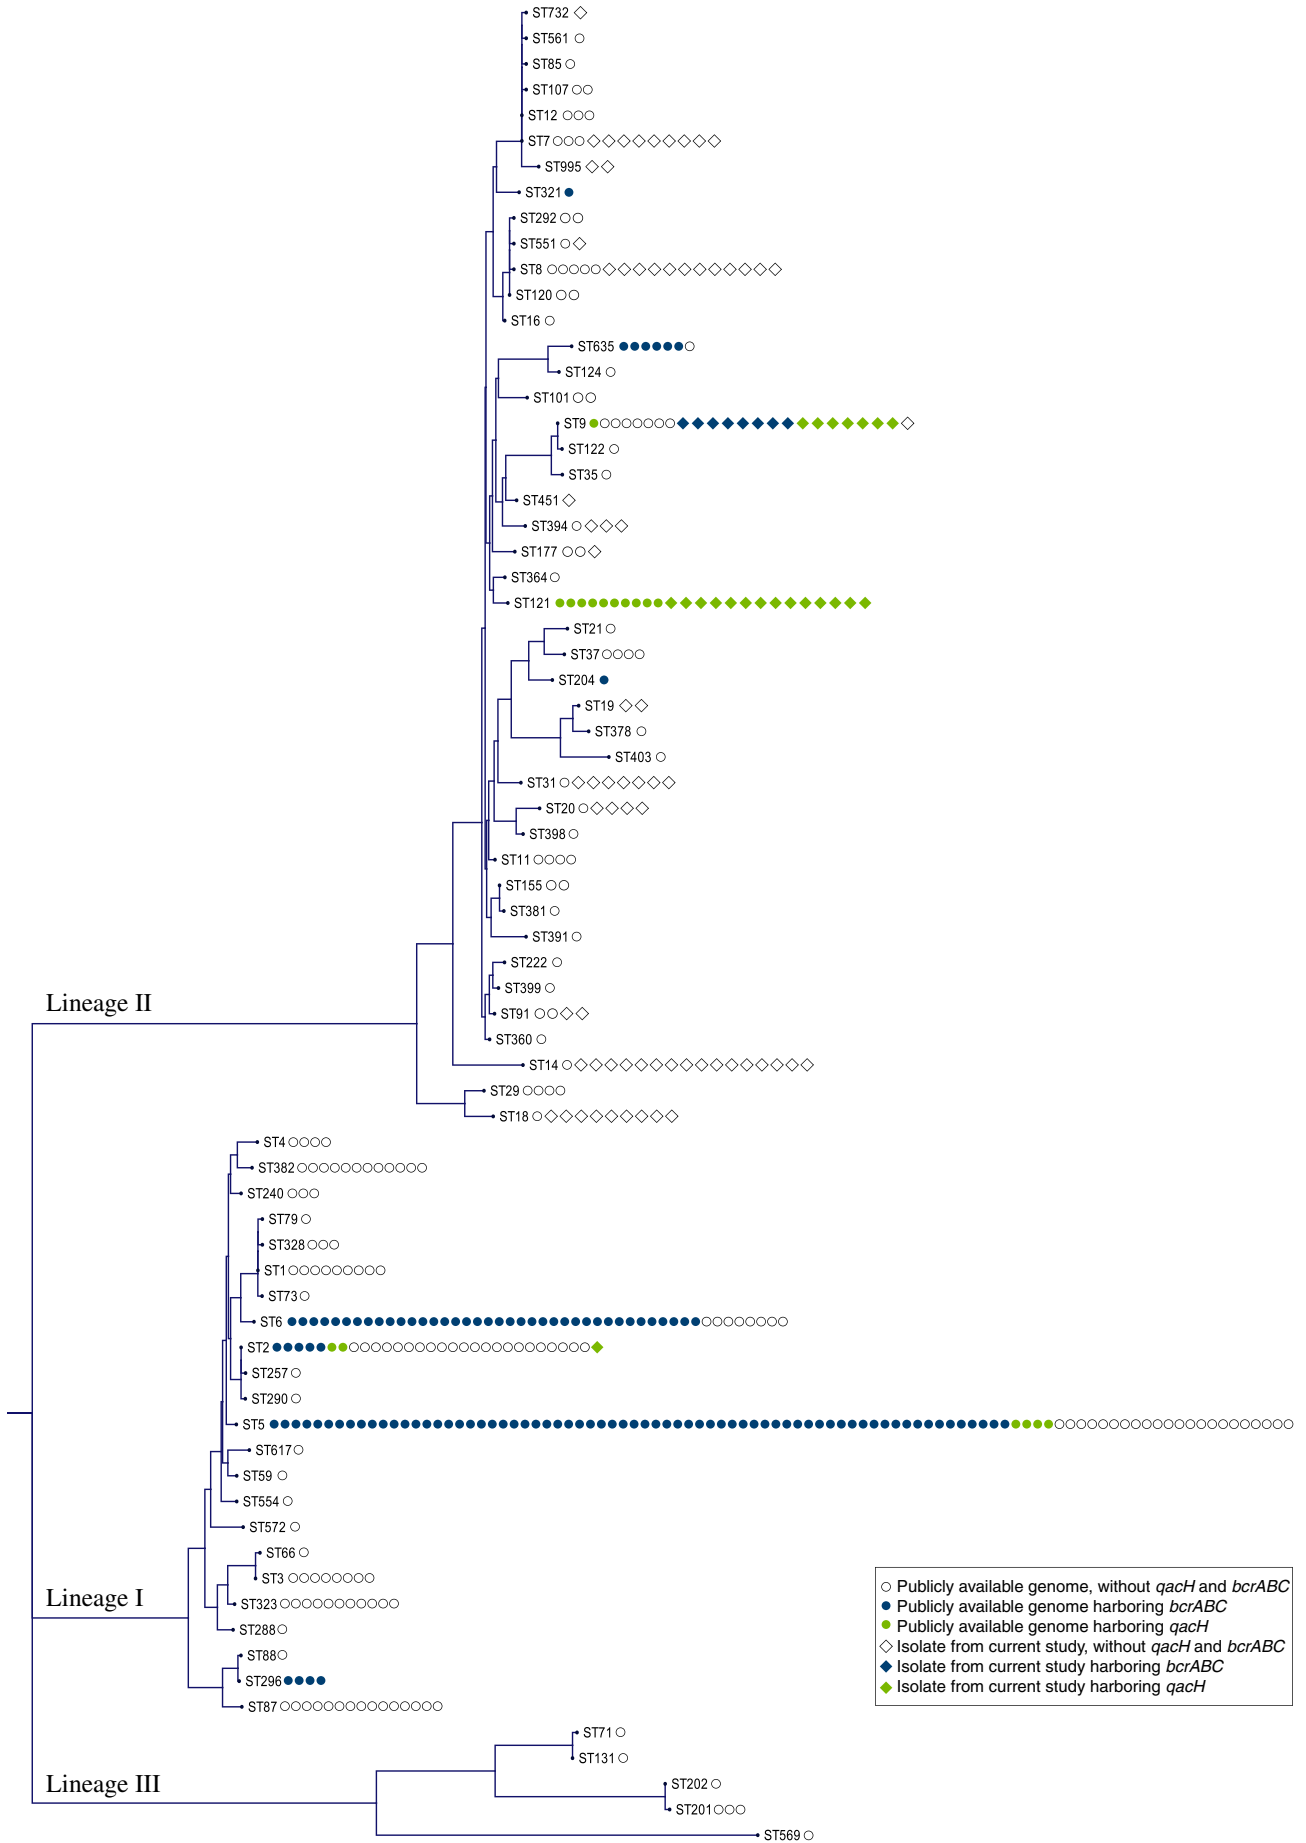 ST732
ST561
ST85
ST107
ST12
ST7
ST995
ST321
ST292
ST551
ST8
ST120
ST16
ST635
ST124
ST101
ST9
ST122
ST35
ST451
ST394
ST177
ST364
ST121
ST21
ST37
ST204
ST19
ST378
ST403
ST31
ST20
ST398
ST11
ST155
ST381
ST391
ST222
ST399
Lineage II
ST91
ST360
ST14
ST29
ST18
ST4
ST382
ST240
ST79
ST328
ST1
ST73
ST6
ST2
ST257
ST290
ST5
ST617
ST59
ST554
ST572
ST66
ST3
Lineage I
ST323
ST288
ST88
ST296
ST87
Publicly available genome, without qacH and bcrABC
Publicly available genome harboring bcrABC
Publicly available genome harboring qacH
Isolate from current study, without qacH and bcrABC
Isolate from current study harboring bcrABC
Isolate from current study harboring qacH
ST71
ST131
Lineage III
ST202
ST201
ST569